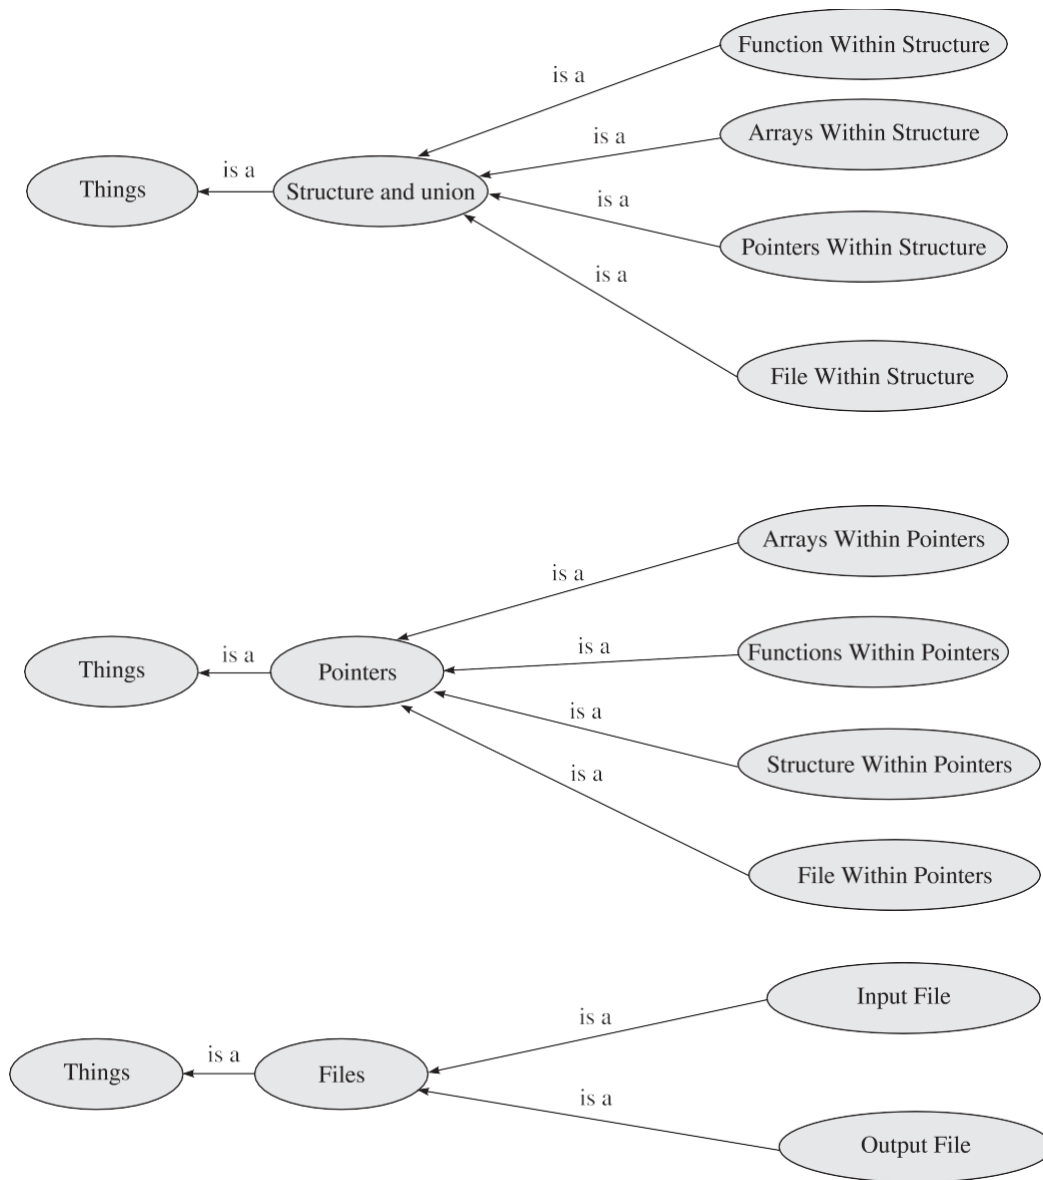 Function Within Structure
is a
Arrays Within Structure
is a
Things
is a
Structure and union
is a
Pointers Within Structure
is a
File Within Structure
Arrays Within Pointers
is a
Functions Within Pointers
is a
Things
is a
Pointers
is a
Structure Within Pointers
is a
File Within Pointers
Input File
is a
Things
is a
Files
is a
Output File